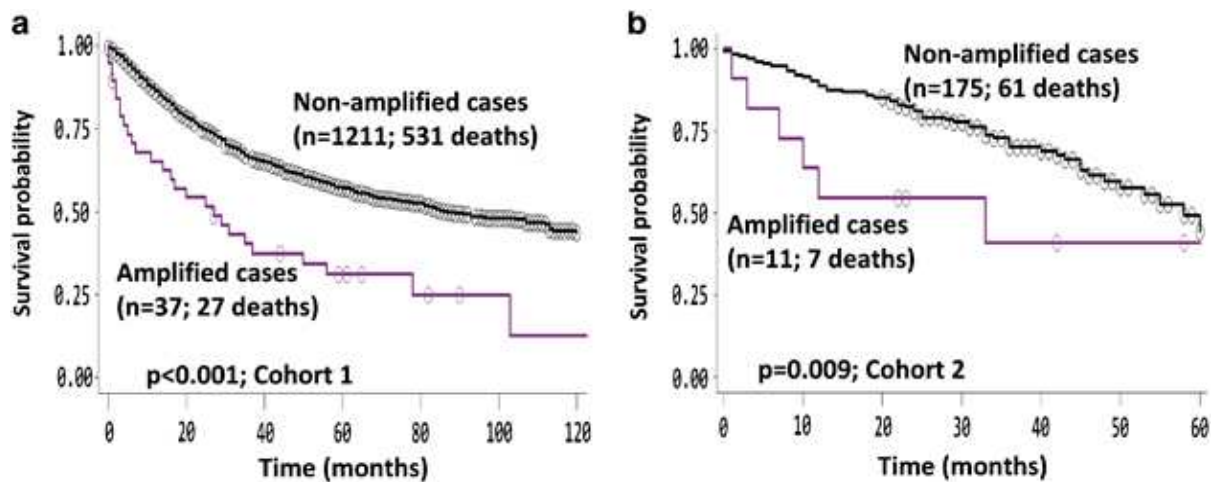 a
Survival probability
1.00
0.75
0.50
0.25
0.00
Non-amplified cases
(n=1211; 531 deaths)
Amplified cases
(n=37; 27 deaths)
p<0.001; Cohort 1
0 20 40 60 80 100 120
Time (months)
b
Survival probability
1.00
0.75
0.50
0.25
0.00
Non-amplified cases
(n=175; 61 deaths)
Amplified cases
(n=11; 7 deaths)
p=0.009; Cohort 2
0 10 20 30 40 50 60
Time (months)